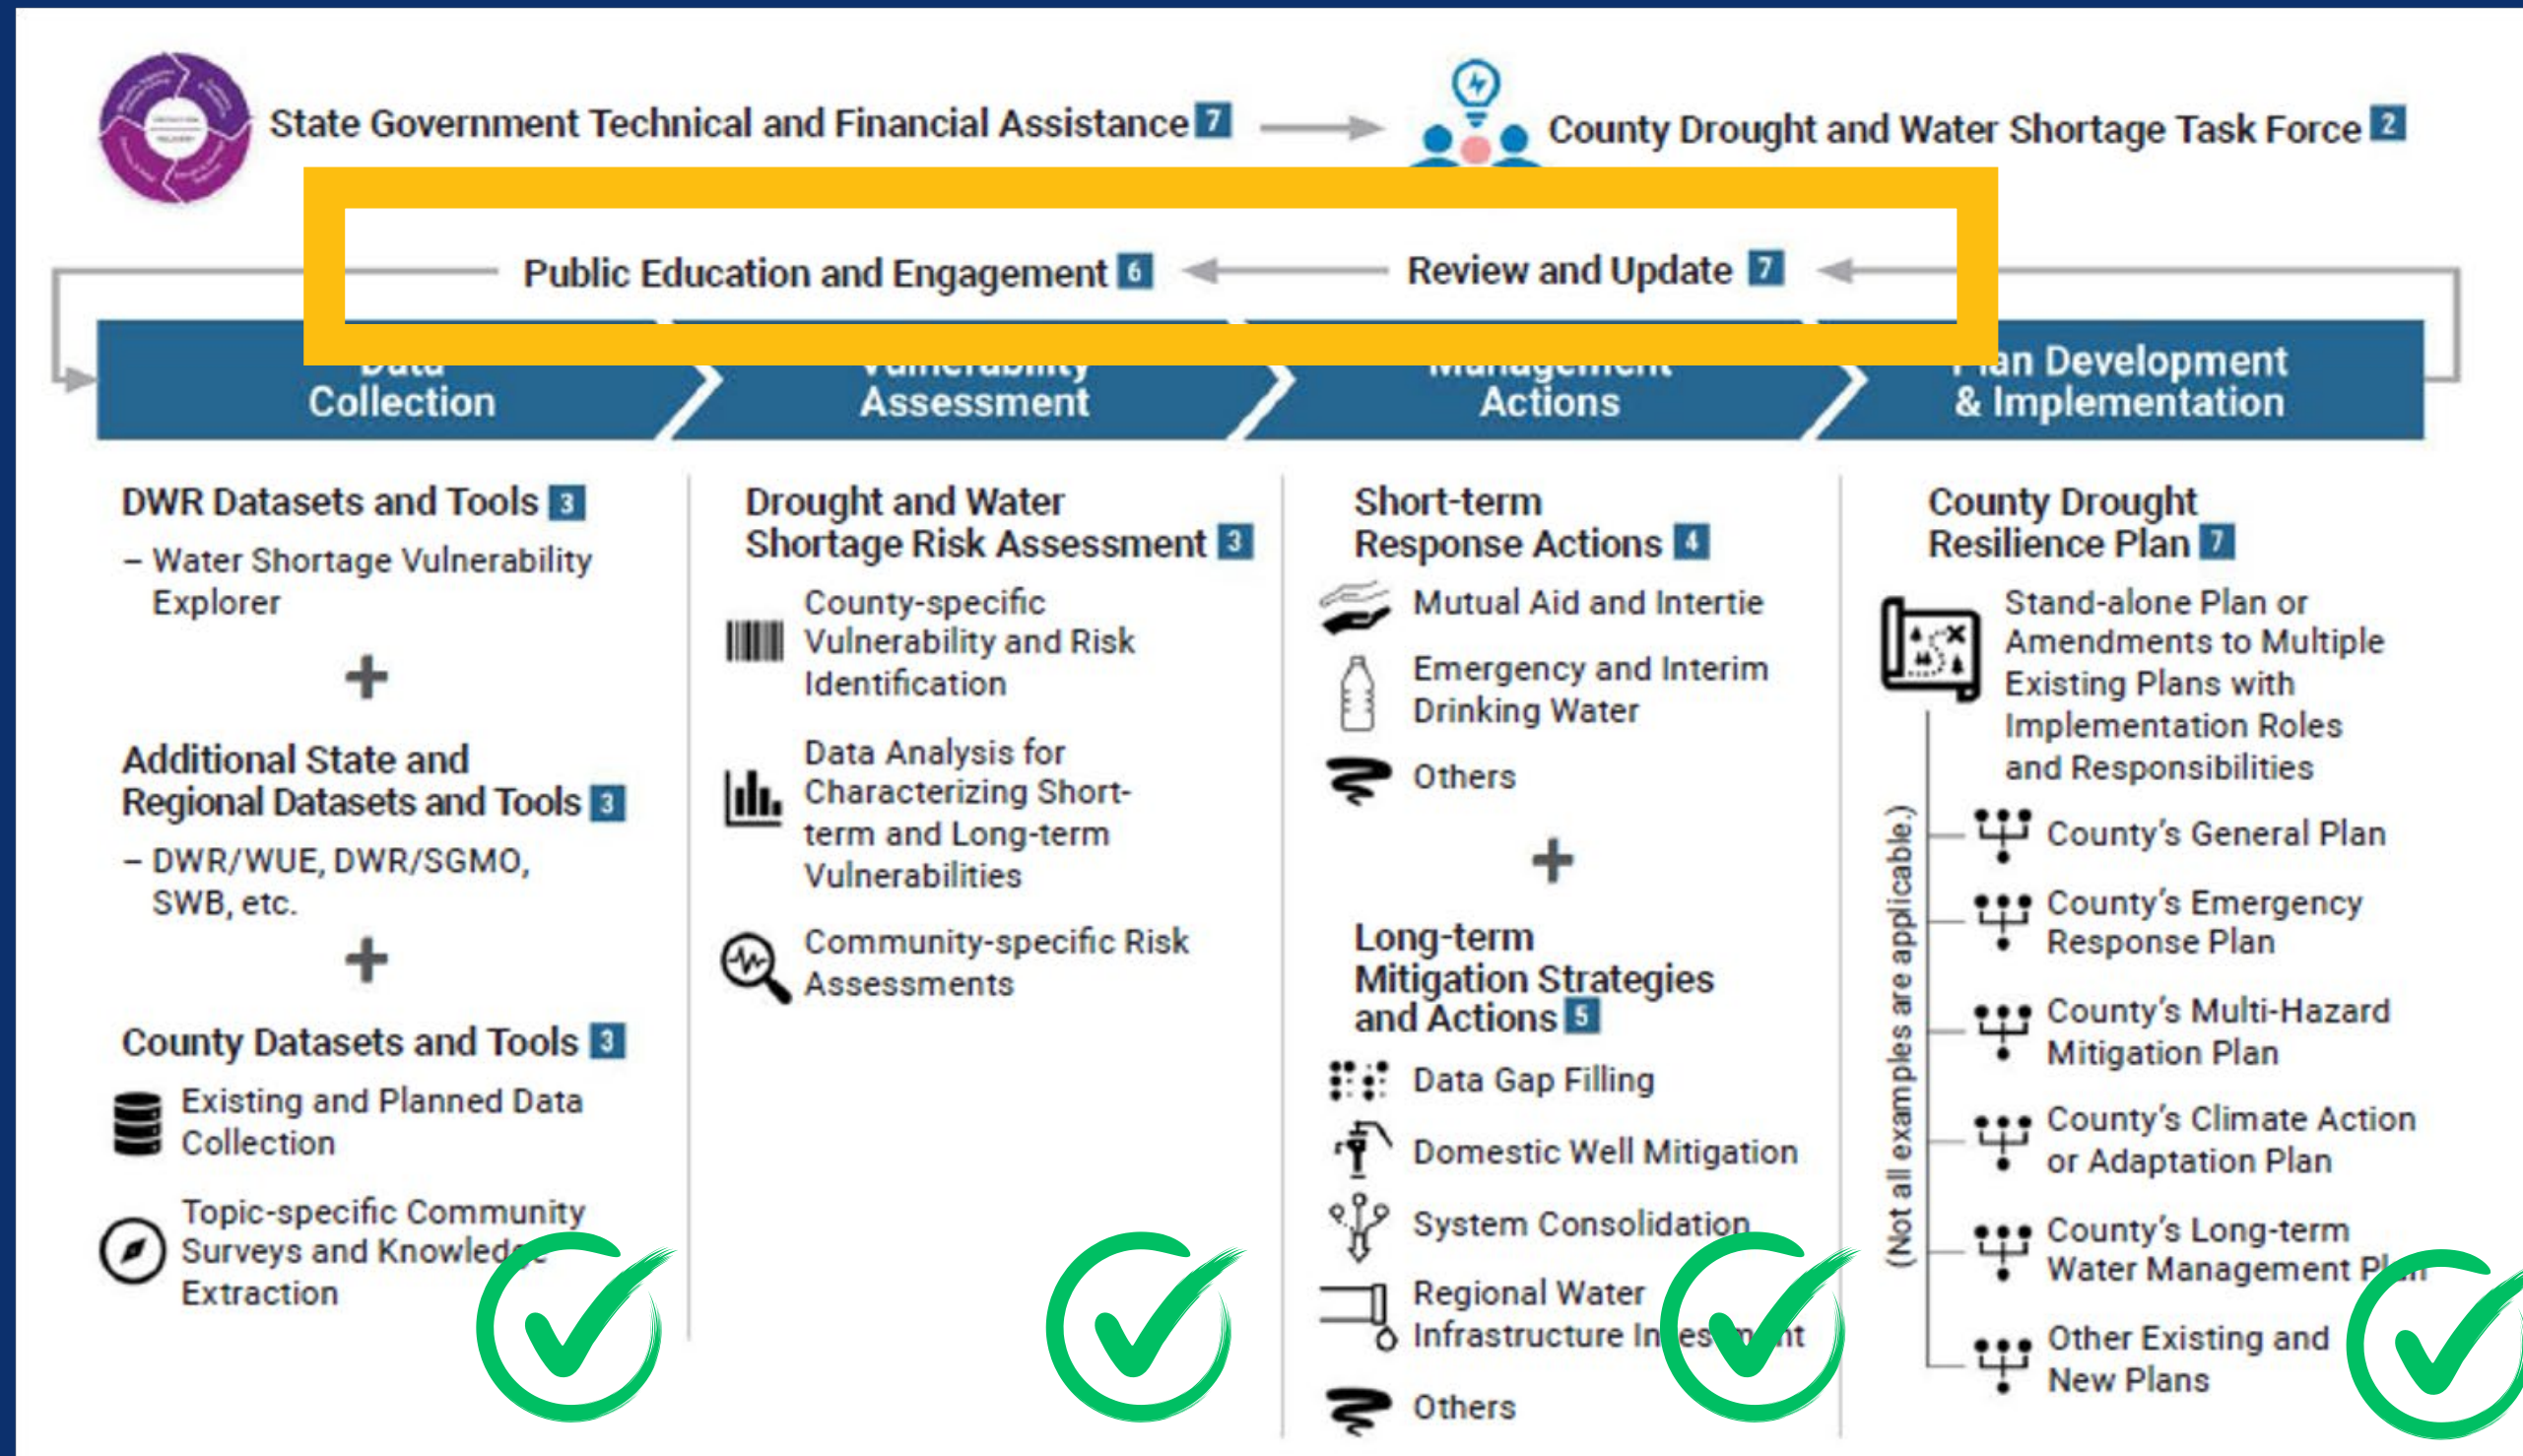 State Government Technical and Financial Assistance 7
County Drought and Water Shortage Task Force 2
Public Education and Engagement 6
Review and Update 7
Data
Collection
Vulnerability
Assessment
Management
Actions
Plan Development
& Implementation
DWR Datasets and Tools 3
– Water Shortage Vulnerability
Explorer
+
Additional State and
Regional Datasets and Tools 3
– DWR/WUE, DWR/SGMO,
SWB, etc.
+
County Datasets and Tools 3
Existing and Planned Data
Collection
Topic-specific Community
Surveys and Knowledge
Extraction
Drought and Water
Shortage Risk Assessment 3
County-specific
Vulnerability and Risk
Identification
Data Analysis for
Characterizing Short-
term and Long-term
Vulnerabilities
Community-specific Risk
Assessments
Short-term
Response Actions 4
Mutual Aid and Intertie
Emergency and Interim
Drinking Water
Others
+
Long-term
Mitigation Strategies
and Actions 5
Data Gap Filling
Domestic Well Mitigation
System Consolidation
Regional Water
Infrastructure Investment
Others
County Drought
Resilience Plan 7
Stand-alone Plan or
Amendments to Multiple
Existing Plans with
Implementation Roles
and Responsibilities
(Not all examples are applicable.)
County's General Plan
County's Emergency
Response Plan
County's Multi-Hazard
Mitigation Plan
County's Climate Action
or Adaptation Plan
County's Long-term
Water Management Plan
Other Existing and
New Plans